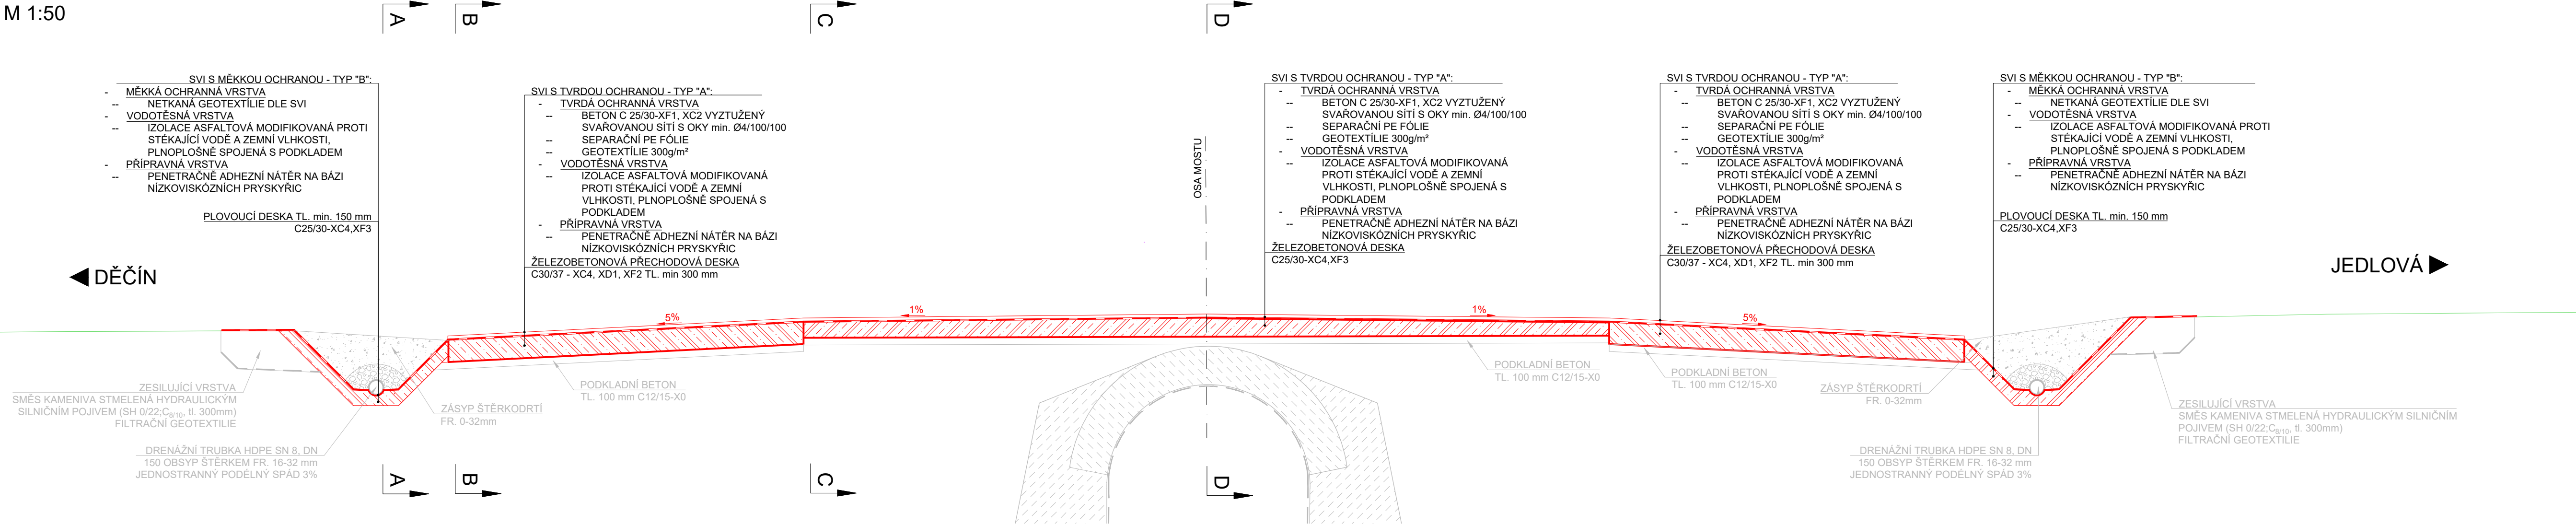 M 1:50
A
B
C
D
SVI S MĚKKOU OCHRANOU - TYP "B":
- MĚKKÁ OCHRANNÁ VRSTVA
-- NETKANÁ GEOTEXTÍLIE DLE SVI
- VODOTĚSNÁ VRSTVA
-- IZOLACE ASFALTOVÁ MODIFIKOVANÁ PROTI
STÉKAJÍCÍ VODĚ A ZEMNÍ VLHKOSTI,
PLNOPLOŠNĚ SPOJENÁ S PODKLADEM
- PŘÍPRAVNÁ VRSTVA
-- PENETRAČNĚ ADHEZNÍ NÁTĚR NA BÁZI
NÍZKOVISKÓZNÍCH PRYSKYŘIC
PLOVOUCÍ DESKA TL. min. 150 mm
C25/30-XC4,XF3
SVI S TVRDOU OCHRANOU - TYP "A":
- TVRDÁ OCHRANNÁ VRSTVA
-- BETON C 25/30-XF1, XC2 VYZTUŽENÝ
SVAŘOVANOU SÍTÍ S OKY min. Ø4/100/100
-- SEPARAČNÍ PE FÓLIE
-- GEOTEXTÍLIE 300g/m²
- VODOTĚSNÁ VRSTVA
-- IZOLACE ASFALTOVÁ MODIFIKOVANÁ
PROTI STÉKAJÍCÍ VODĚ A ZEMNÍ
VLHKOSTI, PLNOPLOŠNĚ SPOJENÁ S
PODKLADEM
- PŘÍPRAVNÁ VRSTVA
-- PENETRAČNĚ ADHEZNÍ NÁTĚR NA BÁZI
NÍZKOVISKÓZNÍCH PRYSKYŘIC
ŽELEZOBETONOVÁ PŘECHODOVÁ DESKA
C30/37 - XC4, XD1, XF2 TL. min 300 mm
OSA MOSTU
SVI S TVRDOU OCHRANOU - TYP "A":
- TVRDÁ OCHRANNÁ VRSTVA
-- BETON C 25/30-XF1, XC2 VYZTUŽENÝ
SVAŘOVANOU SÍTÍ S OKY min. Ø4/100/100
-- SEPARAČNÍ PE FÓLIE
-- GEOTEXTÍLIE 300g/m²
- VODOTĚSNÁ VRSTVA
-- IZOLACE ASFALTOVÁ MODIFIKOVANÁ
PROTI STÉKAJÍCÍ VODĚ A ZEMNÍ
VLHKOSTI, PLNOPLOŠNĚ SPOJENÁ S
PODKLADEM
- PŘÍPRAVNÁ VRSTVA
-- PENETRAČNĚ ADHEZNÍ NÁTĚR NA BÁZI
NÍZKOVISKÓZNÍCH PRYSKYŘIC
ŽELEZOBETONOVÁ DESKA
C25/30-XC4,XF3
SVI S TVRDOU OCHRANOU - TYP "A":
- TVRDÁ OCHRANNÁ VRSTVA
-- BETON C 25/30-XF1, XC2 VYZTUŽENÝ
SVAŘOVANOU SÍTÍ S OKY min. Ø4/100/100
-- SEPARAČNÍ PE FÓLIE
-- GEOTEXTÍLIE 300g/m²
- VODOTĚSNÁ VRSTVA
-- IZOLACE ASFALTOVÁ MODIFIKOVANÁ
PROTI STÉKAJÍCÍ VODĚ A ZEMNÍ
VLHKOSTI, PLNOPLOŠNĚ SPOJENÁ S
PODKLADEM
- PŘÍPRAVNÁ VRSTVA
-- PENETRAČNĚ ADHEZNÍ NÁTĚR NA BÁZI
NÍZKOVISKÓZNÍCH PRYSKYŘIC
ŽELEZOBETONOVÁ PŘECHODOVÁ DESKA
C30/37 - XC4, XD1, XF2 TL. min 300 mm
SVI S MĚKKOU OCHRANOU - TYP "B":
- MĚKKÁ OCHRANNÁ VRSTVA
-- NETKANÁ GEOTEXTÍLIE DLE SVI
- VODOTĚSNÁ VRSTVA
-- IZOLACE ASFALTOVÁ MODIFIKOVANÁ PROTI
STÉKAJÍCÍ VODĚ A ZEMNÍ VLHKOSTI,
PLNOPLOŠNĚ SPOJENÁ S PODKLADEM
- PŘÍPRAVNÁ VRSTVA
-- PENETRAČNĚ ADHEZNÍ NÁTĚR NA BÁZI
NÍZKOVISKÓZNÍCH PRYSKYŘIC
PLOVOUCÍ DESKA TL. min. 150 mm
C25/30-XC4,XF3
DĚČÍN
JEDLOVÁ
5%
1%
1%
5%
ZESILUJÍCÍ VRSTVA
SMĚS KAMENIVA STMELENÁ HYDRAULICKÝM
SILNIČNÍM POJIVEM (SH 0/22;C8/10, tl. 300mm)
FILTRAČNÍ GEOTEXTILIE
DRENÁŽNÍ TRUBKA HDPE SN 8, DN
150 OBSYP ŠTĚRKEM FR. 16-32 mm
JEDNOSTRANNÝ PODÉLNÝ SPÁD 3%
ZÁSYP ŠTĚRKODRTÍ
FR. 0-32mm
PODKLADNÍ BETON
TL. 100 mm C12/15-X0
PODKLADNÍ BETON
TL. 100 mm C12/15-X0
PODKLADNÍ BETON
TL. 100 mm C12/15-X0
ZÁSYP ŠTĚRKODRTÍ
FR. 0-32mm
DRENÁŽNÍ TRUBKA HDPE SN 8, DN
150 OBSYP ŠTĚRKEM FR. 16-32 mm
JEDNOSTRANNÝ PODÉLNÝ SPÁD 3%
ZESILUJÍCÍ VRSTVA
SMĚS KAMENIVA STMELENÁ HYDRAULICKÝM SILNIČNÍM
POJIVEM (SH 0/22;C8/10, tl. 300mm)
FILTRAČNÍ GEOTEXTILIE
A
B
C
D